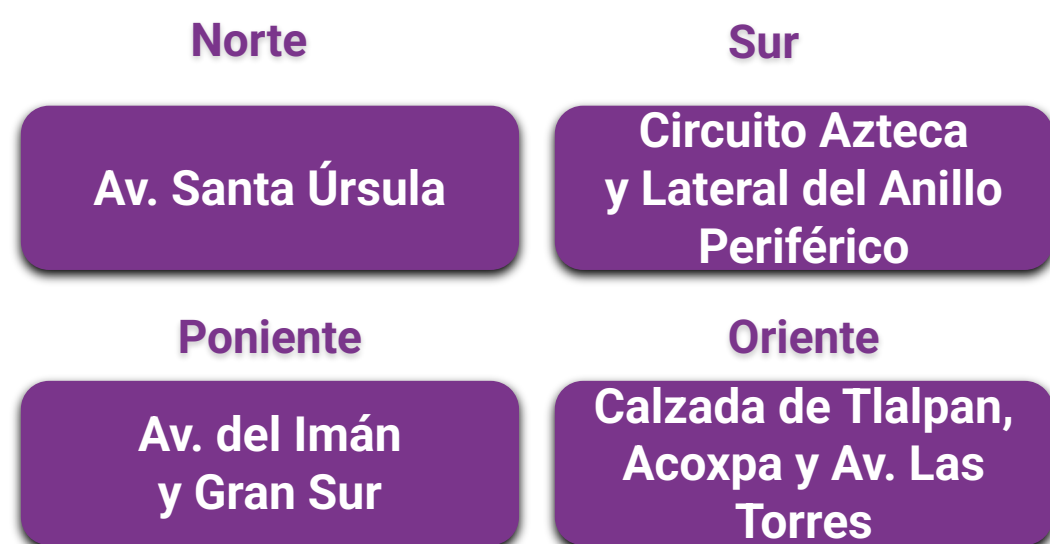 Norte
Av. Santa Úrsula
Sur
Circuito Azteca
y Lateral del Anillo
Periférico
Poniente
Av. del Imán
y Gran Sur
Oriente
Calzada de Tlalpan,
Acoxpa y Av. Las
Torres